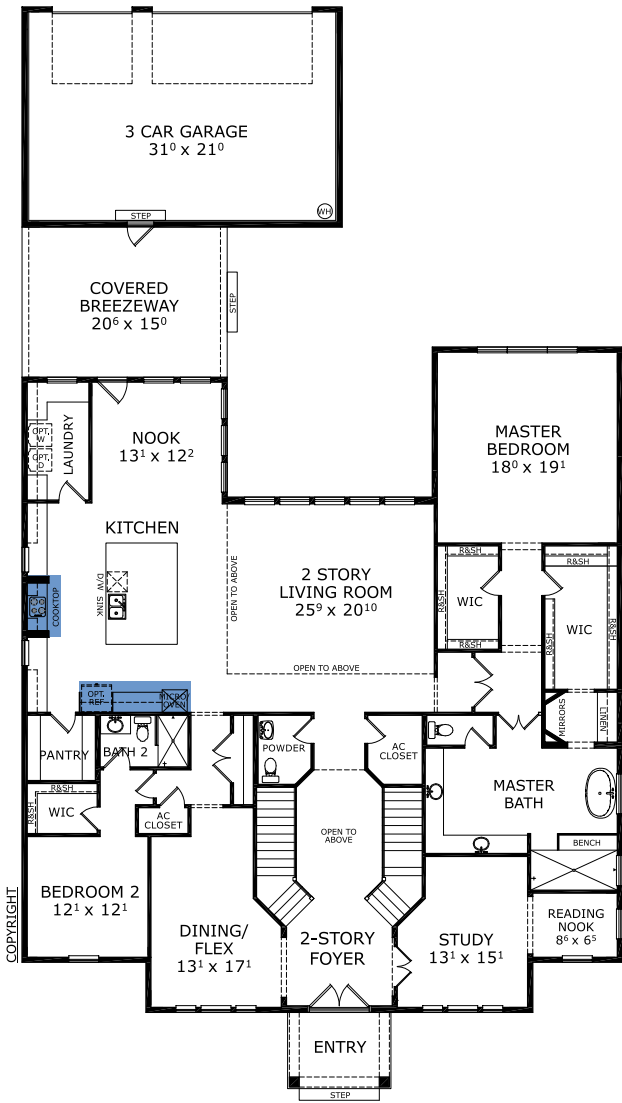 3 CAR GARAGE
31⁰ x 21⁰
WH
STEP
COVERED
BREEZEWAY
20⁶ x 15⁰
STEP
NOOK
13¹ x 12²
LAUNDRY
OPT.
W
OPT.
D
MASTER
BEDROOM
18⁰ x 19¹
KITCHEN
D/W SINK
COOKTOP
OPEN TO ABOVE
2 STORY
LIVING ROOM
25⁹ x 20¹⁰
OPEN TO ABOVE
R&SH
R&SH
WIC
R&SH
R&SH
R&SH
WIC
R&SH
OPT.
REF.
MICRO/
OVEN
MIRRORS
LINEN
PANTRY
BATH 2
POWDER
AC
CLOSET
R&SH
R&SH
WIC
AC
CLOSET
OPEN TO
ABOVE
MASTER
BATH
BENCH
BEDROOM 2
12¹ x 12¹
DINING/
FLEX
13¹ x 17¹
2-STORY
FOYER
STUDY
13¹ x 15¹
READING
NOOK
8⁶ x 6⁵
COPYRIGHT
ENTRY
STEP